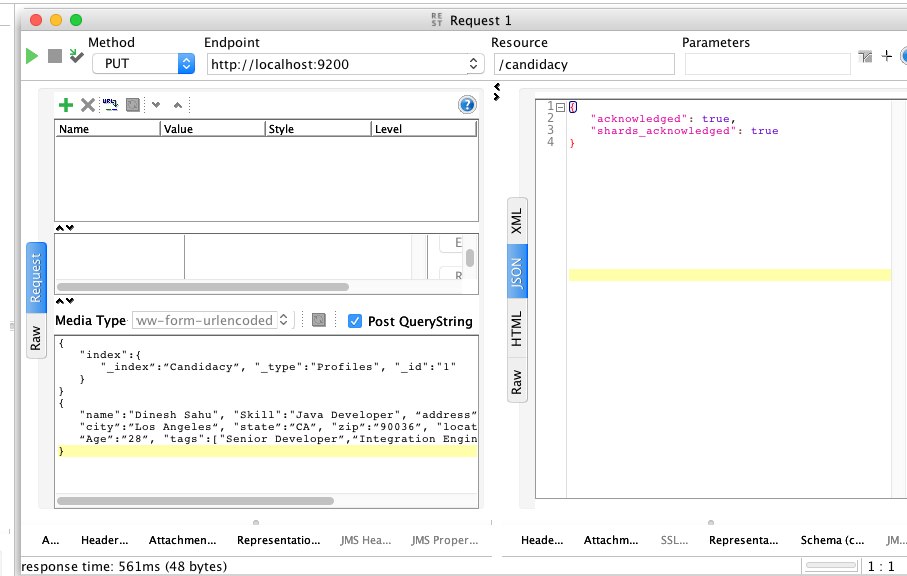 REST Request 1
Method Endpoint Resource Parameters
PUT http://localhost:9200 /candidacy
Name Value Style Level
Request
Raw
Media Type ww-form-urlencoded Post QueryString
{
"index":{
"_index":"Candidacy", "_type":"Profiles", "_id":"1"
}
}
{
"name":"Dinesh Sahu", "Skill":"Java Developer", "address"
"city":"Los Angeles", "state":"CA", "zip":"90036", "locat
"Age":"28", "tags":["Senior Developer","Integration Engin
}
XML
JSON
HTML
Raw
1 {
2 "acknowledged": true,
3 "shards_acknowledged": true
4 }
A... Header... Attachmen... Representatio... JMS Hea... JMS Proper...
Heade... Attachm... SSL... Representa... Schema (c... JM...
response time: 561ms (48 bytes)
1 : 1